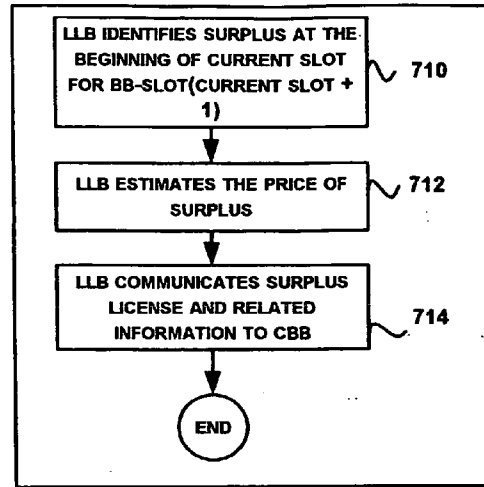 LLB IDENTIFIES SURPLUS AT THE
BEGINNING OF CURRENT SLOT
FOR BB-SLOT(CURRENT SLOT +
1)
710
LLB ESTIMATES THE PRICE OF
SURPLUS
712
LLB COMMUNICATES SURPLUS
LICENSE AND RELATED
INFORMATION TO CBB
714
END